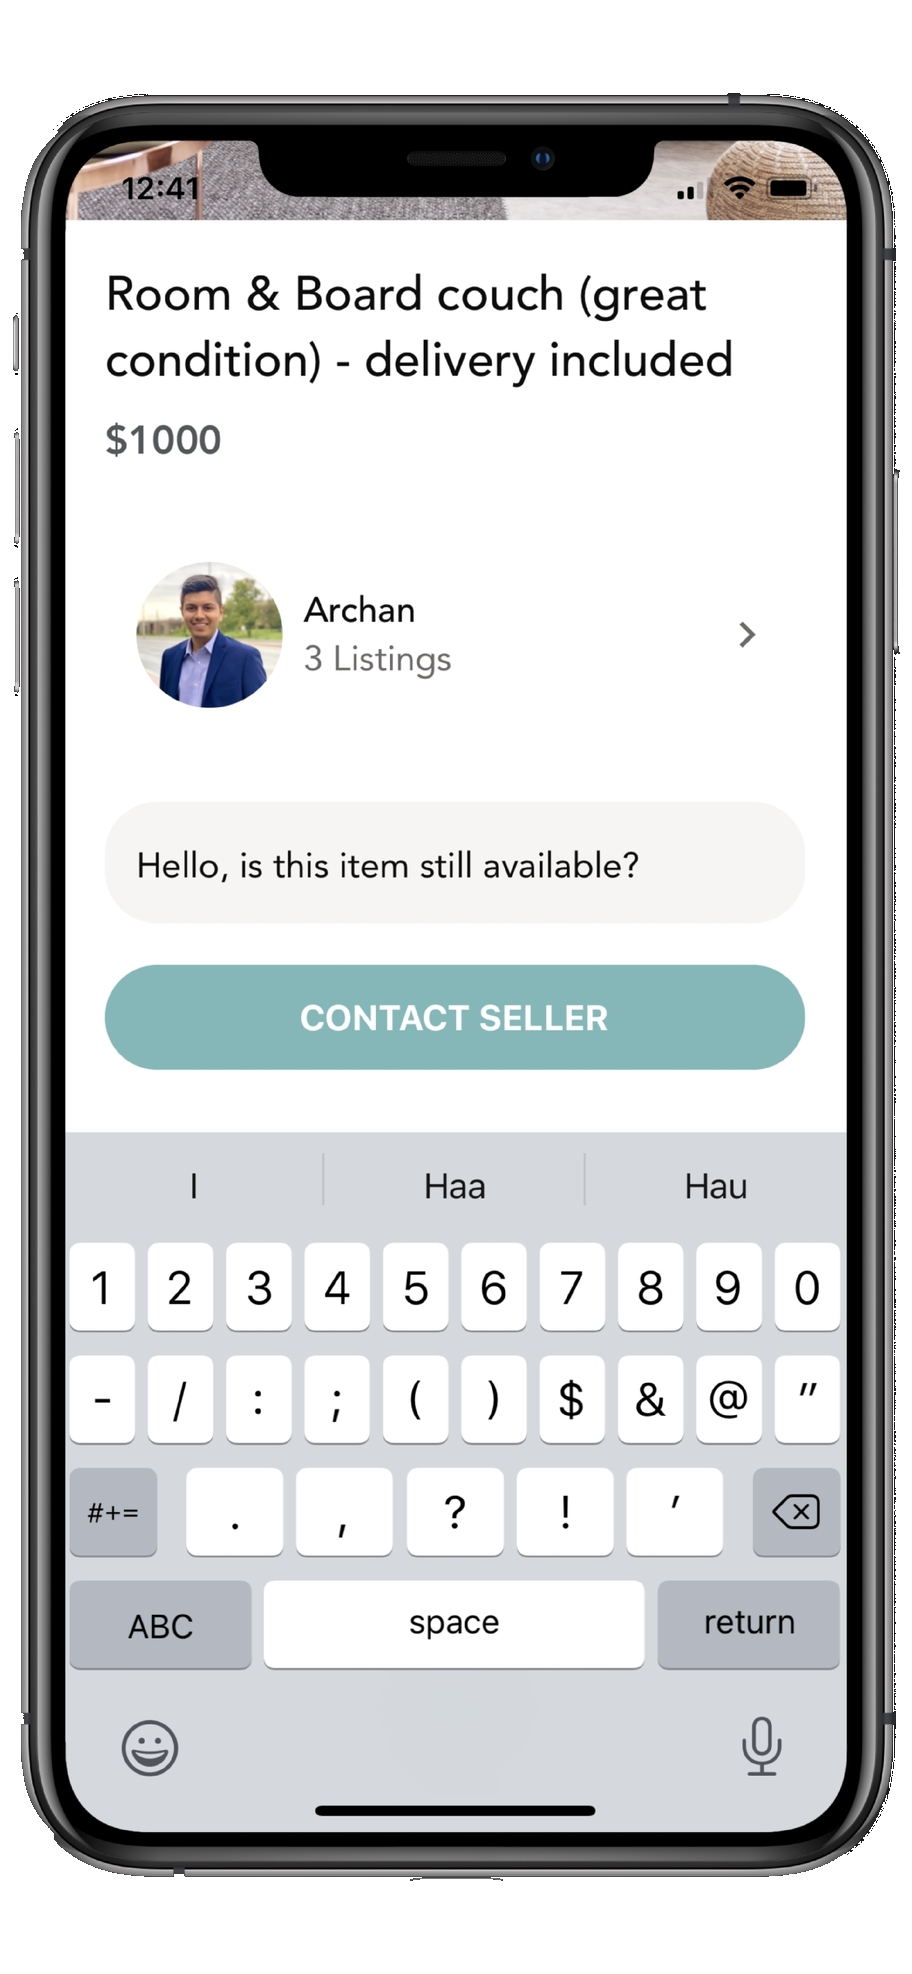 12:41
Room & Board couch (great
condition) - delivery included
$1000
Archan
3 Listings
Hello, is this item still available?
CONTACT SELLER
I Haa Hau
1 2 3 4 5 6 7 8 9 0
- / : ; ( ) $ & @ "
#+= . , ? ! '
ABC space return